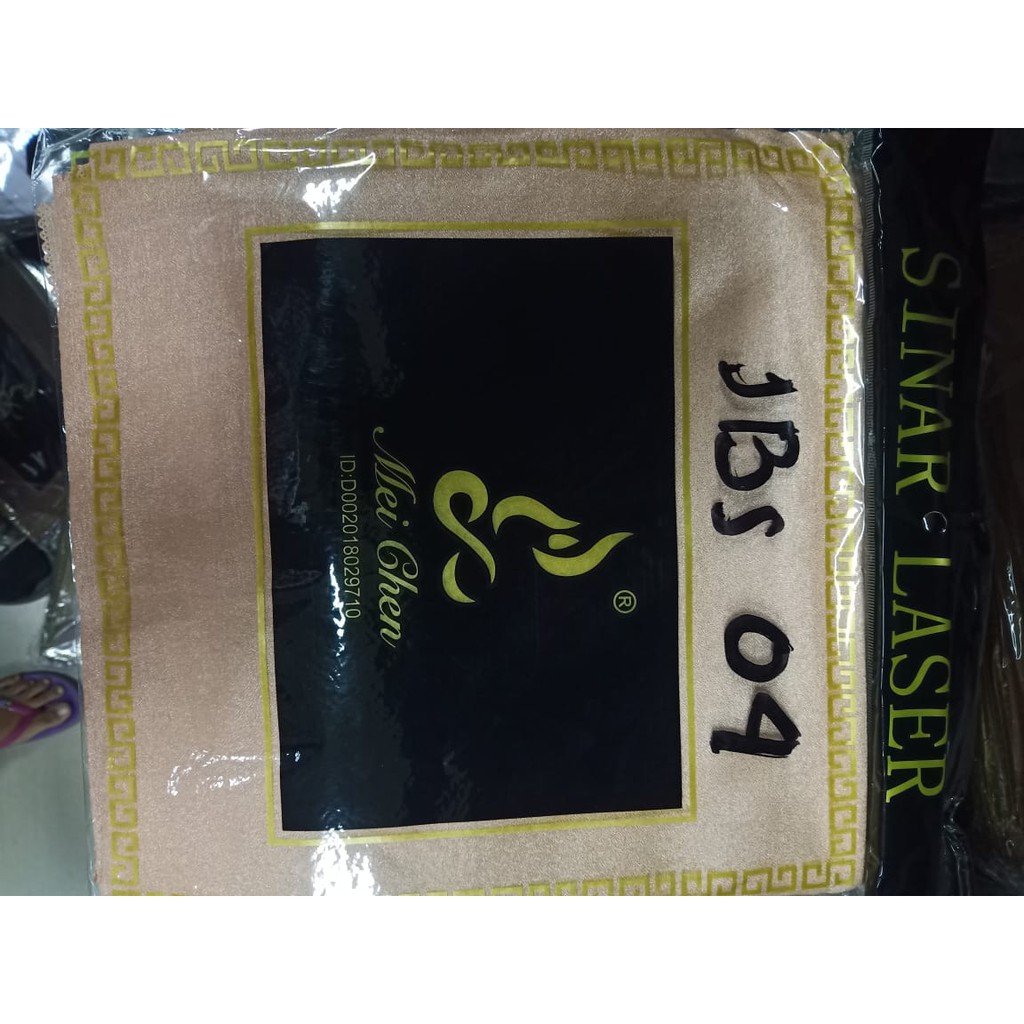 JBS 04
®
Mei Chen
ID:D002018029710
SINAR LASER